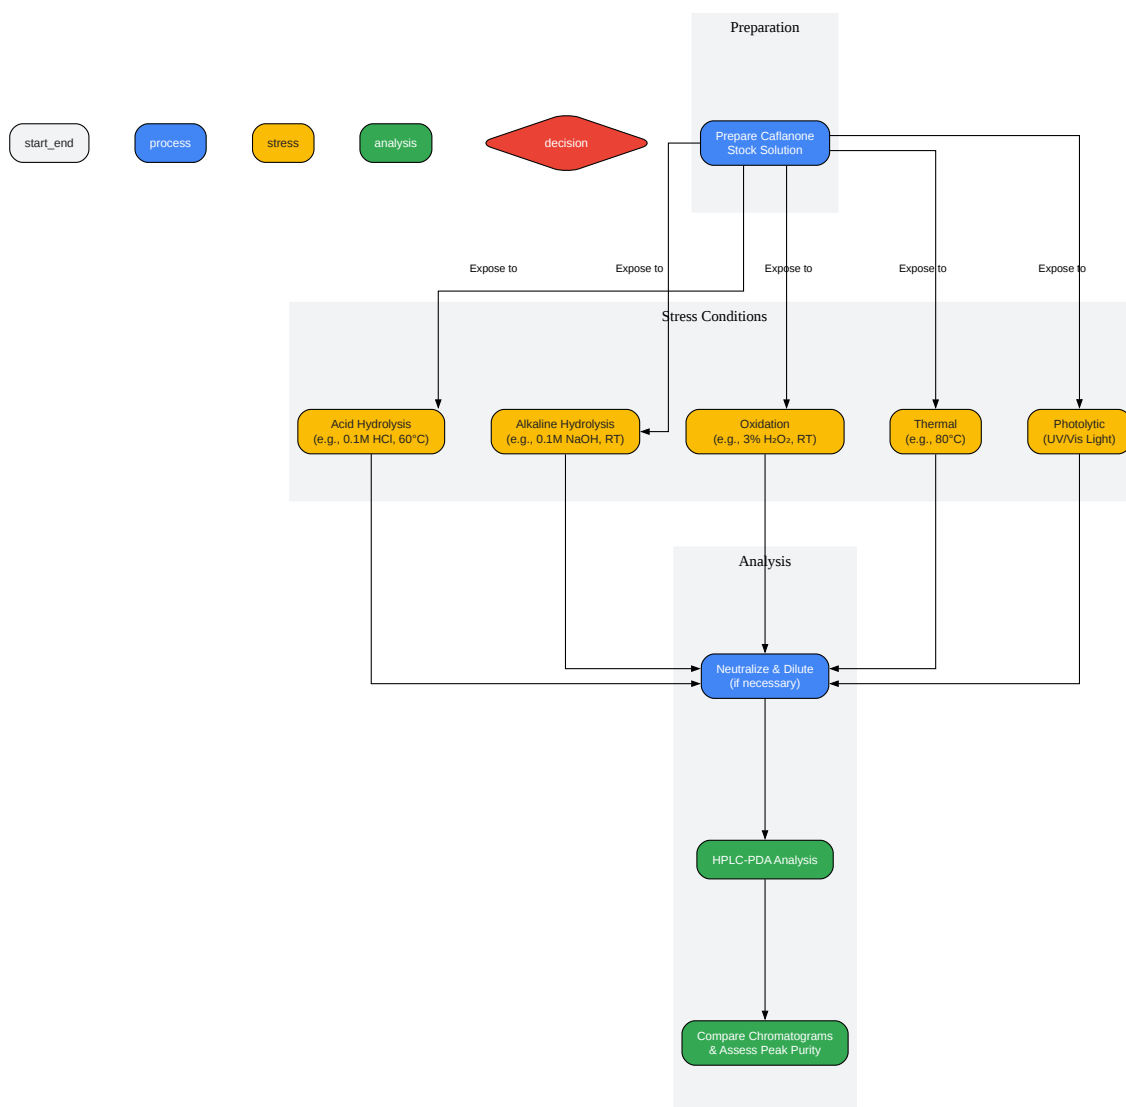 Preparation
start_end
process
stress
analysis
decision
Prepare Caflanone
Stock Solution
Expose to
Expose to
Expose to
Expose to
Expose to
Stress Conditions
Acid Hydrolysis
(e.g., 0.1M HCl, 60°C)
Alkaline Hydrolysis
(e.g., 0.1M NaOH, RT)
Oxidation
(e.g., 3% H₂O₂, RT)
Thermal
(e.g., 80°C)
Photolytic
(UV/Vis Light)
Analysis
Neutralize & Dilute
(if necessary)
HPLC-PDA Analysis
Compare Chromatograms
& Assess Peak Purity